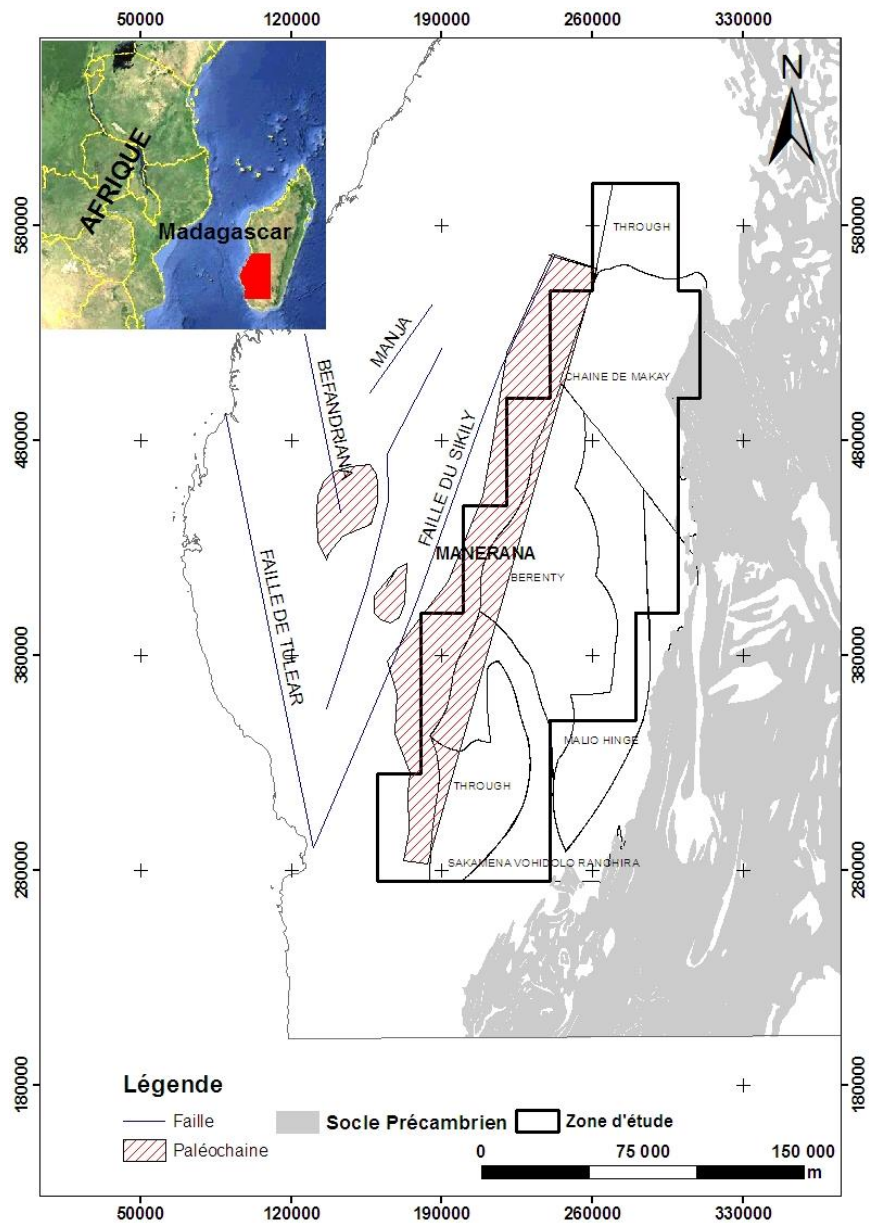 50000 120000 190000 260000 330000
N
AFRIQUE
Madagascar
580000 580000
THROUGH
MANJA
BEFANDRIANA
CHAINE DE MAKAY
480000 480000
FAILLE DU SIKILY
MANERANA
BERENTY
FAILLE DE TULEAR
380000 380000
MALIO HINGE
THROUGH
SAKAMENA VOHIDOLO RANOHIRA
280000 280000
180000 180000
Légende
Faille
Socle Précambrien
Zone d'étude
Paléochaine
0 75 000 150 000
m
50000 120000 190000 260000 330000